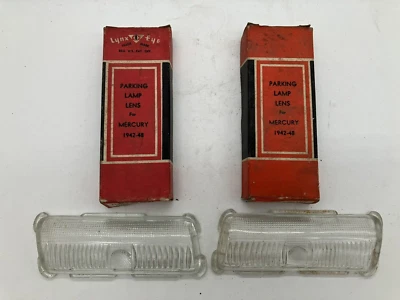 Lynx Eye
PARKING
LAMP
LENS
For
MERCURY
1942-48
PARKING
LAMP
LENS
For
MERCURY
1942-48